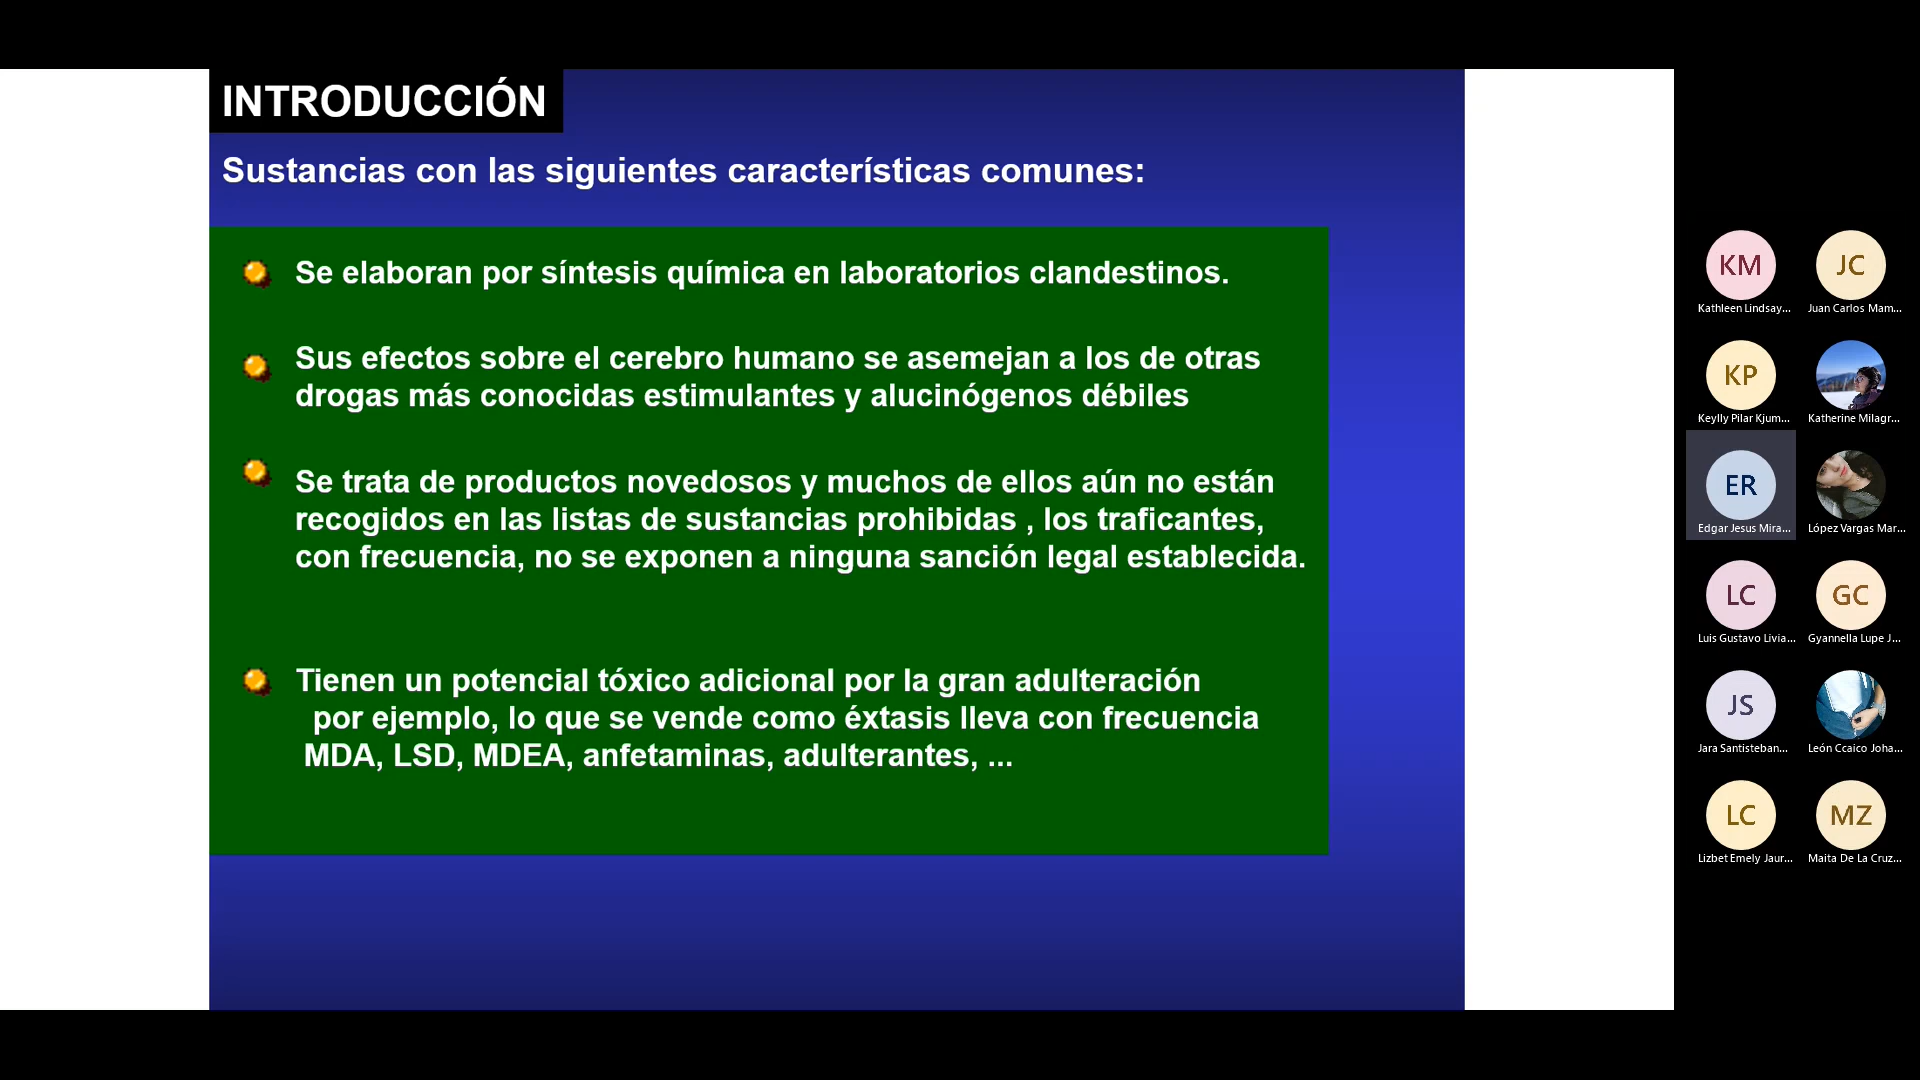 INTRODUCCIÓN
Sustancias con las siguientes características comunes:
Se elaboran por síntesis química en laboratorios clandestinos.
Sus efectos sobre el cerebro humano se asemejan a los de otras
drogas más conocidas estimulantes y alucinógenos débiles
Se trata de productos novedosos y muchos de ellos aún no están
recogidos en las listas de sustancias prohibidas , los traficantes,
con frecuencia, no se exponen a ninguna sanción legal establecida.
Tienen un potencial tóxico adicional por la gran adulteración
por ejemplo, lo que se vende como éxtasis lleva con frecuencia
MDA, LSD, MDEA, anfetaminas, adulterantes, ...
KM
Kathleen Lindsay...
JC
Juan Carlos Mam...
KP
Keylly Pilar Kjum...
Katherine Milagr...
ER
Edgar Jesus Mira...
López Vargas Mar...
LC
Luis Gustavo Livia...
GC
Gyannella Lupe J...
JS
Jara Santisteban...
León Ccaico Joha...
LC
Lizbet Emely Jaur...
MZ
Maita De La Cruz...